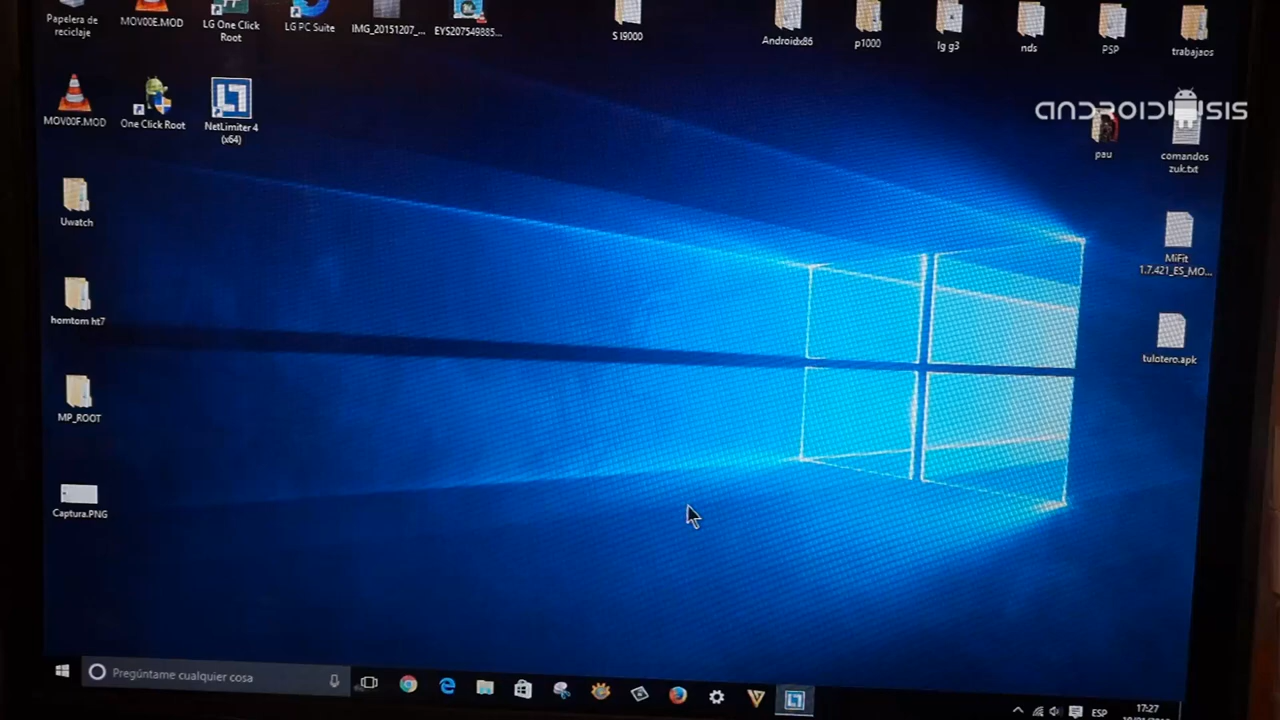 Papelera de
reciclaje
MOV00E.MOD
LG One Click
Root
LG PC Suite
IMG_20151207_...
EYS207549885...
S I9000
Androidx86
p1000
lg g3
nds
PSP
trabajaos
MOV00F.MOD
One Click Root
NetLimiter 4
(x64)
ANDROIDSIS
pau
comandos
zuk.txt
Uwatch
MiFit
1.7.421_ES_MO...
homtom ht7
tulotero.apk
MP_ROOT
Captura.PNG
Pregúntame cualquier cosa
ESP
17:27